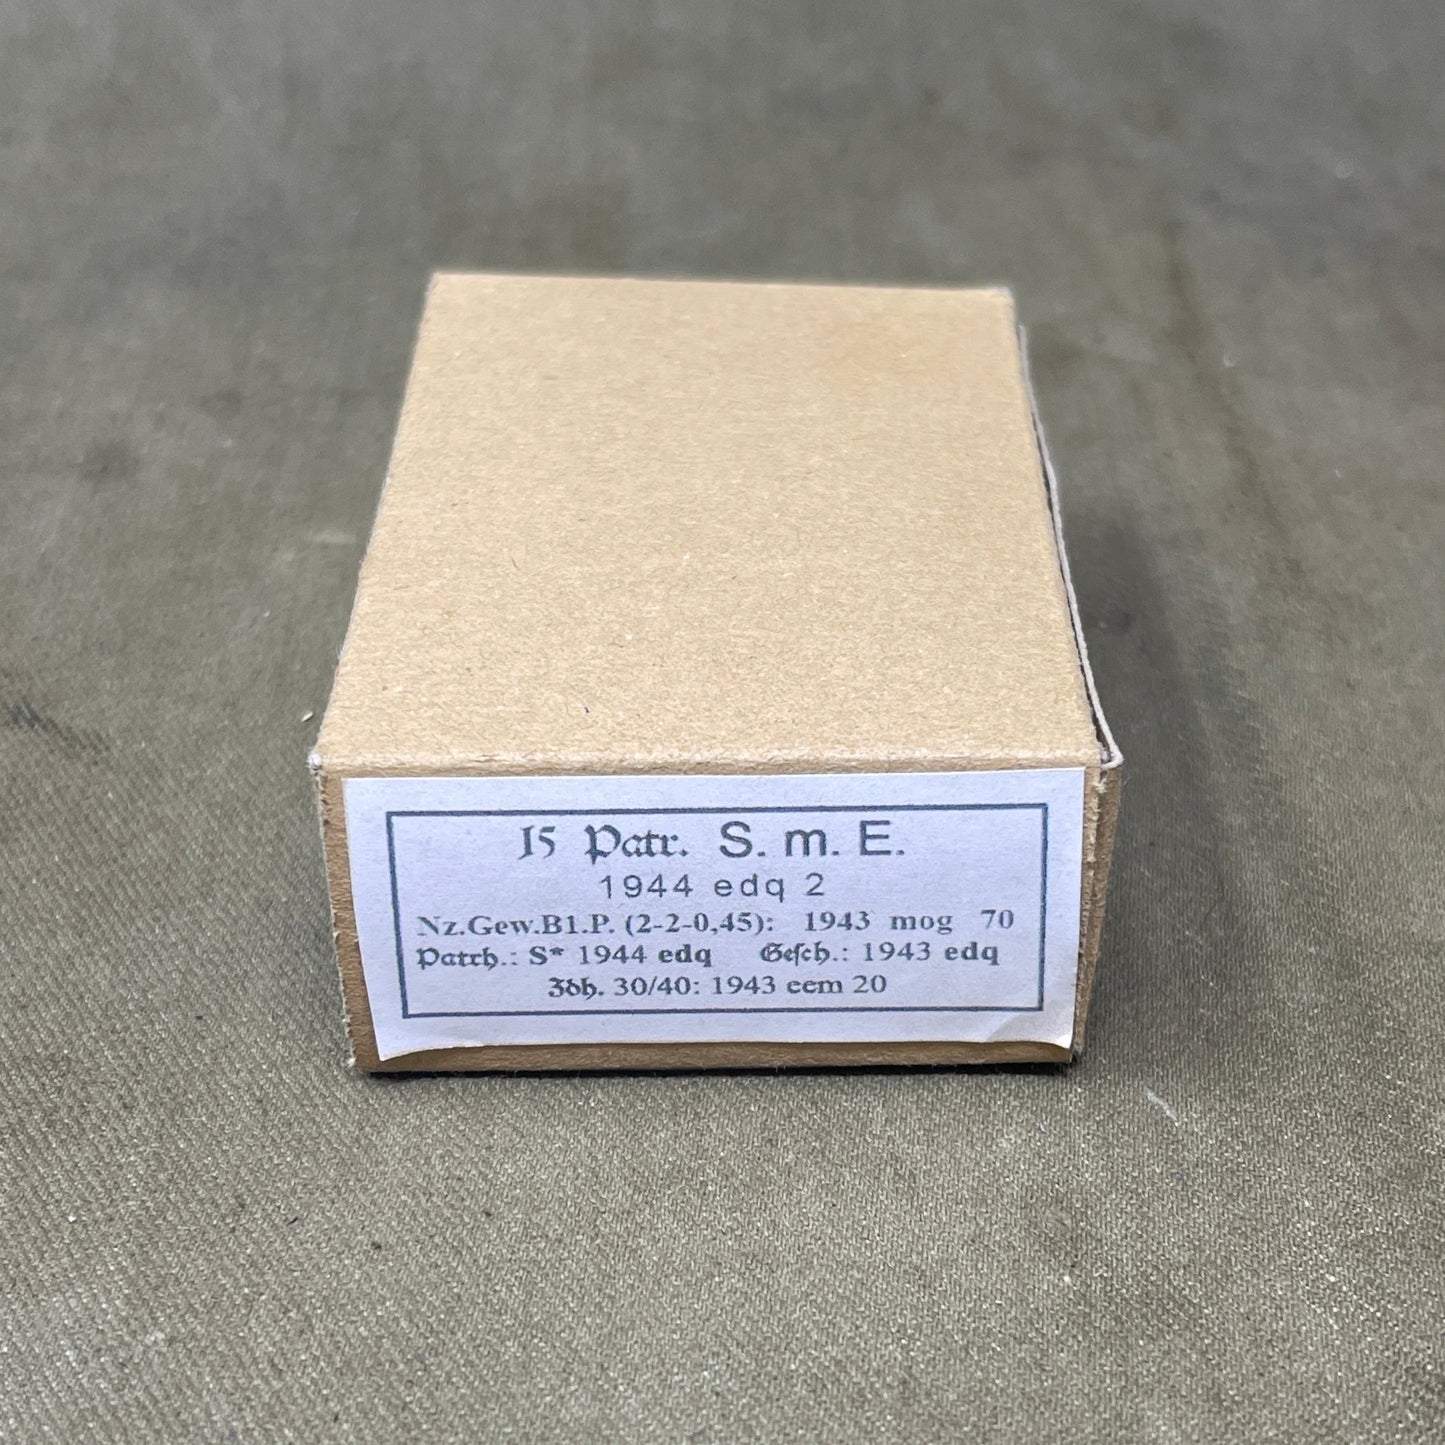 15 Patr. S. m. E.
1944 edq 2
Nz.Gew.B1.P. (2-2-0,45): 1943 mog 70
Patrh.: S* 1944 edq Geſch.: 1943 edq
Zdh. 30/40: 1943 eem 20